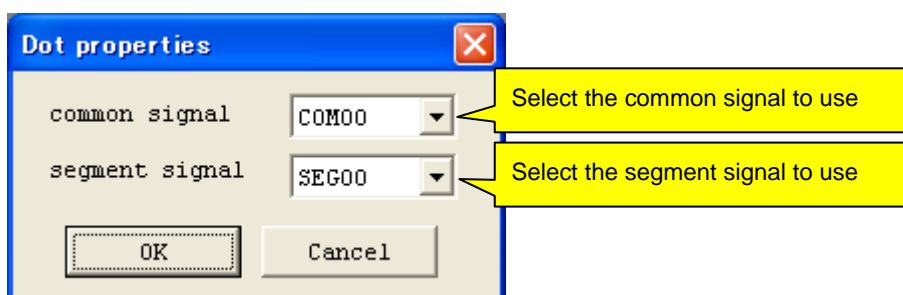 Dot properties
common signal COM00 Select the common signal to use
segment signal SEG00 Select the segment signal to use
OK Cancel